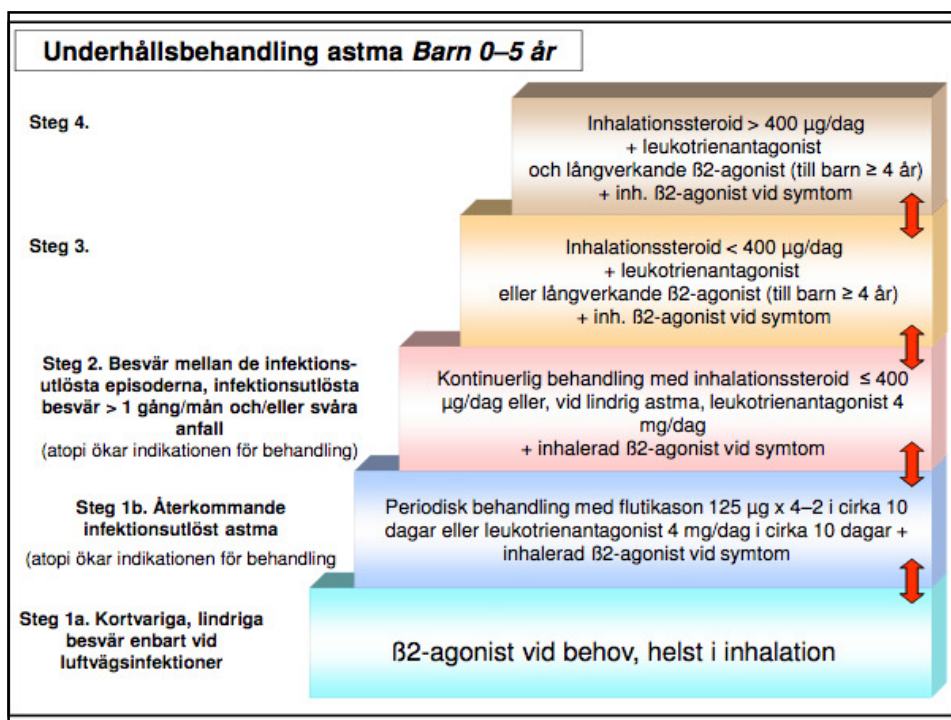 Underhållsbehandling astma Barn 0–5 år
Steg 4.
Inhalationssteroid > 400 µg/dag
+ leukotrienantagonist
och långverkande ß2-agonist (till barn ≥ 4 år)
+ inh. ß2-agonist vid symtom
Steg 3.
Inhalationssteroid < 400 µg/dag
+ leukotrienantagonist
eller långverkande ß2-agonist (till barn ≥ 4 år)
+ inh. ß2-agonist vid symtom
Steg 2. Besvär mellan de infektions-
utlösta episoderna, infektionsutlösta
besvär > 1 gång/mån och/eller svåra
anfall
(atopi ökar indikationen för behandling)
Kontinuerlig behandling med inhalationssteroid ≤ 400
µg/dag eller, vid lindrig astma, leukotrienantagonist 4
mg/dag
+ inhalerad ß2-agonist vid symtom
Steg 1b. Återkommande
infektionsutlöst astma
(atopi ökar indikationen för behandling
Periodisk behandling med flutikason 125 µg x 4–2 i cirka 10
dagar eller leukotrienantagonist 4 mg/dag i cirka 10 dagar +
inhalerad ß2-agonist vid symtom
Steg 1a. Kortvariga, lindriga
besvär enbart vid
luftvägsinfektioner
ß2-agonist vid behov, helst i inhalation